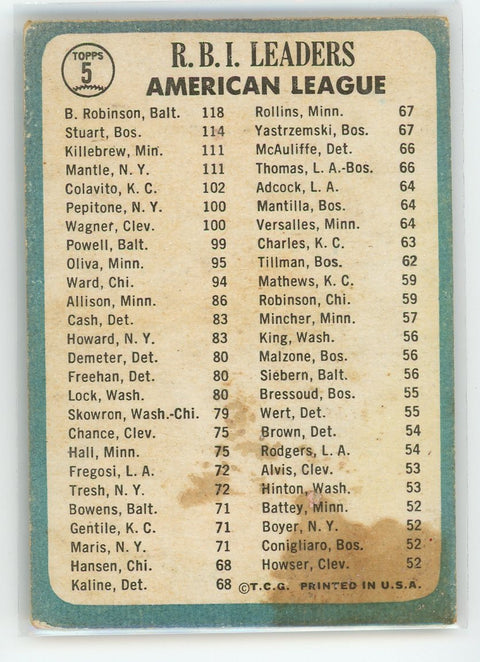 TOPPS
5
R.B.I. LEADERS
AMERICAN LEAGUE
B. Robinson, Balt. 118
Stuart, Bos. 114
Killebrew, Min. 111
Mantle, N. Y. 111
Colavito, K. C. 102
Pepitone, N. Y. 100
Wagner, Clev. 100
Powell, Balt. 99
Oliva, Minn. 95
Ward, Chi. 94
Allison, Minn. 86
Cash, Det. 83
Howard, N. Y. 83
Demeter, Det. 80
Freehan, Det. 80
Lock, Wash. 80
Skowron, Wash.-Chi. 79
Chance, Clev. 75
Hall, Minn. 75
Fregosi, L. A. 72
Tresh, N. Y. 72
Bowens, Balt. 71
Gentile, K. C. 71
Maris, N. Y. 71
Hansen, Chi. 68
Kaline, Det. 68
Rollins, Minn. 67
Yastrzemski, Bos. 67
McAuliffe, Det. 66
Thomas, L. A.-Bos. 66
Adcock, L. A. 64
Mantilla, Bos. 64
Versalles, Minn. 64
Charles, K. C. 63
Tillman, Bos. 62
Mathews, K. C. 59
Robinson, Chi. 59
Mincher, Minn. 57
King, Wash. 56
Malzone, Bos. 56
Siebern, Balt. 56
Bressoud, Bos. 55
Wert, Det. 55
Brown, Det. 54
Rodgers, L. A. 54
Alvis, Clev. 53
Hinton, Wash. 53
Battey, Minn. 52
Boyer, N. Y. 52
Conigliaro, Bos. 52
Howser, Clev. 52
©T.C.G. PRINTED IN U.S.A.